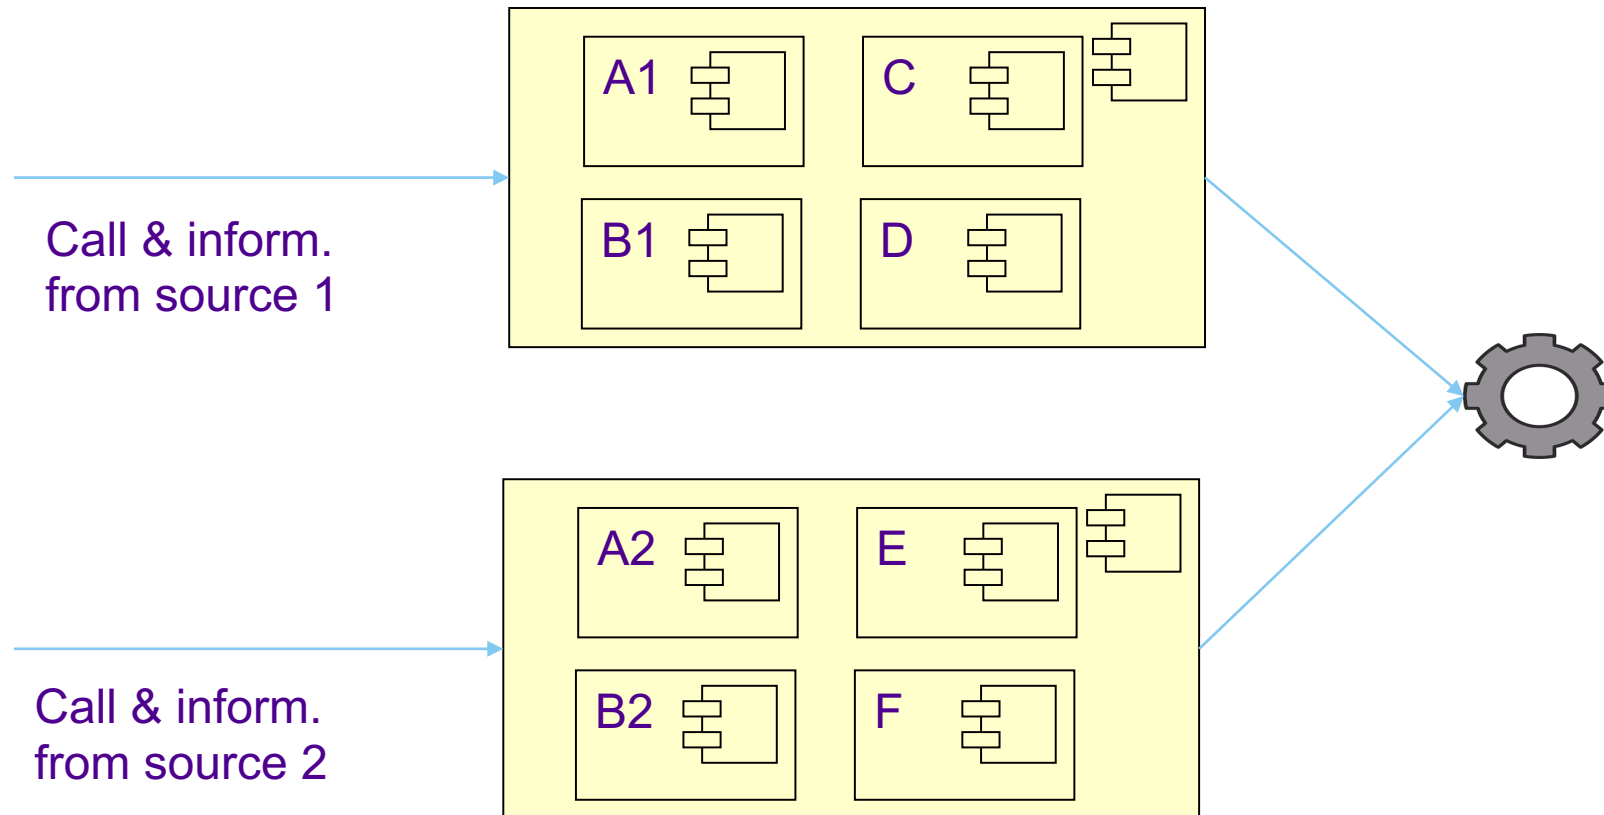 A1
C
Call & inform.
from source 1
B1
D
A2
E
Call & inform.
from source 2
B2
F